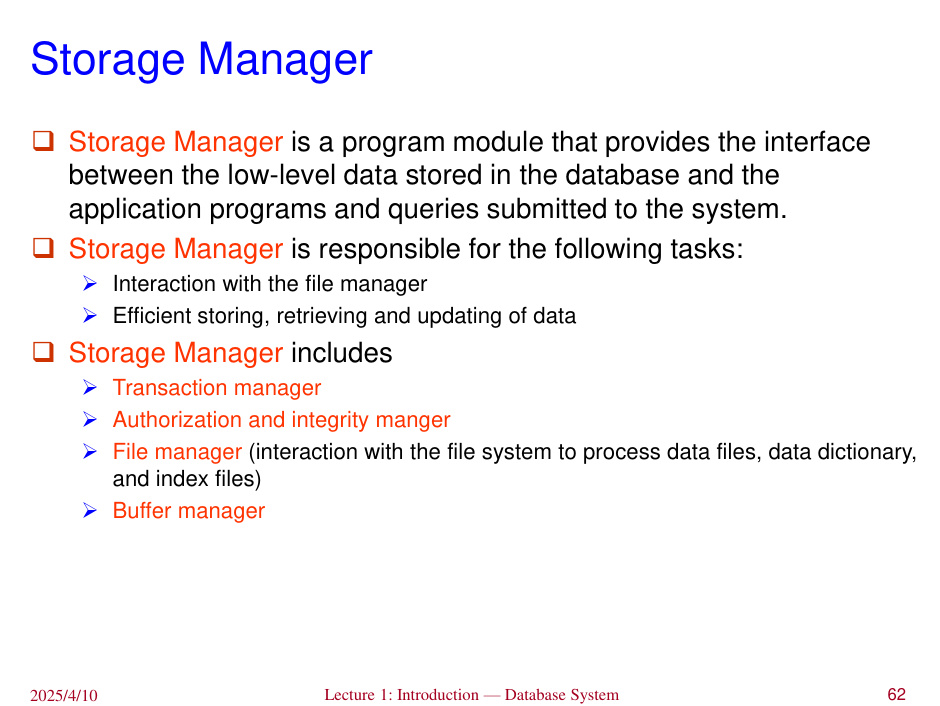 Storage Manager
Storage Manager is a program module that provides the interface
between the low-level data stored in the database and the
application programs and queries submitted to the system.
Storage Manager is responsible for the following tasks:
Interaction with the file manager
Efficient storing, retrieving and updating of data
Storage Manager includes
Transaction manager
Authorization and integrity manger
File manager (interaction with the file system to process data files, data dictionary,
and index files)
Buffer manager
2025/4/10 Lecture 1: Introduction — Database System 62